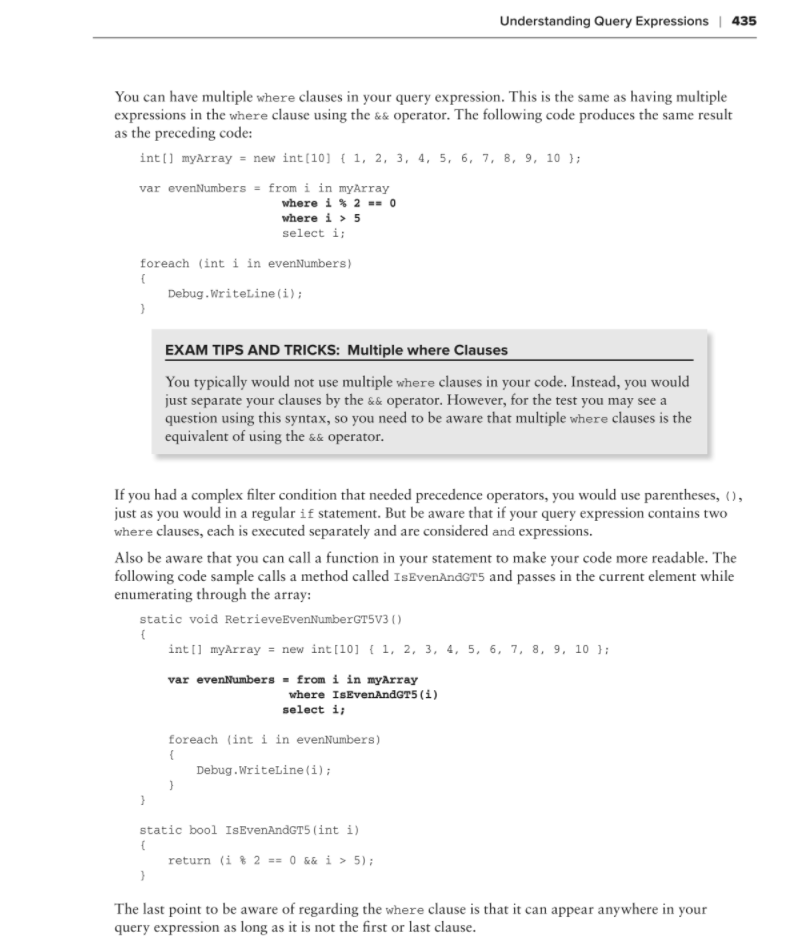 Understanding Query Expressions | 435
You can have multiple where clauses in your query expression. This is the same as having multiple
expressions in the where clause using the && operator. The following code produces the same result
as the preceding code:
int[] myArray = new int[10] { 1, 2, 3, 4, 5, 6, 7, 8, 9, 10 };
var evenNumbers = from i in myArray
where i % 2 == 0
where i > 5
select i;
foreach (int i in evenNumbers)
{
Debug.WriteLine(i);
}
EXAM TIPS AND TRICKS: Multiple where Clauses
You typically would not use multiple where clauses in your code. Instead, you would
just separate your clauses by the && operator. However, for the test you may see a
question using this syntax, so you need to be aware that multiple where clauses is the
equivalent of using the && operator.
If you had a complex filter condition that needed precedence operators, you would use parentheses, (),
just as you would in a regular if statement. But be aware that if your query expression contains two
where clauses, each is executed separately and are considered and expressions.
Also be aware that you can call a function in your statement to make your code more readable. The
following code sample calls a method called IsEvenAndGT5 and passes in the current element while
enumerating through the array:
static void RetrieveEvenNumberGT5V3()
{
int[] myArray = new int[10] { 1, 2, 3, 4, 5, 6, 7, 8, 9, 10 };
var evenNumbers = from i in myArray
where IsEvenAndGT5(i)
select i;
foreach (int i in evenNumbers)
{
Debug.WriteLine(i);
}
}
static bool IsEvenAndGT5(int i)
{
return (i % 2 == 0 && i > 5);
}
The last point to be aware of regarding the where clause is that it can appear anywhere in your
query expression as long as it is not the first or last clause.